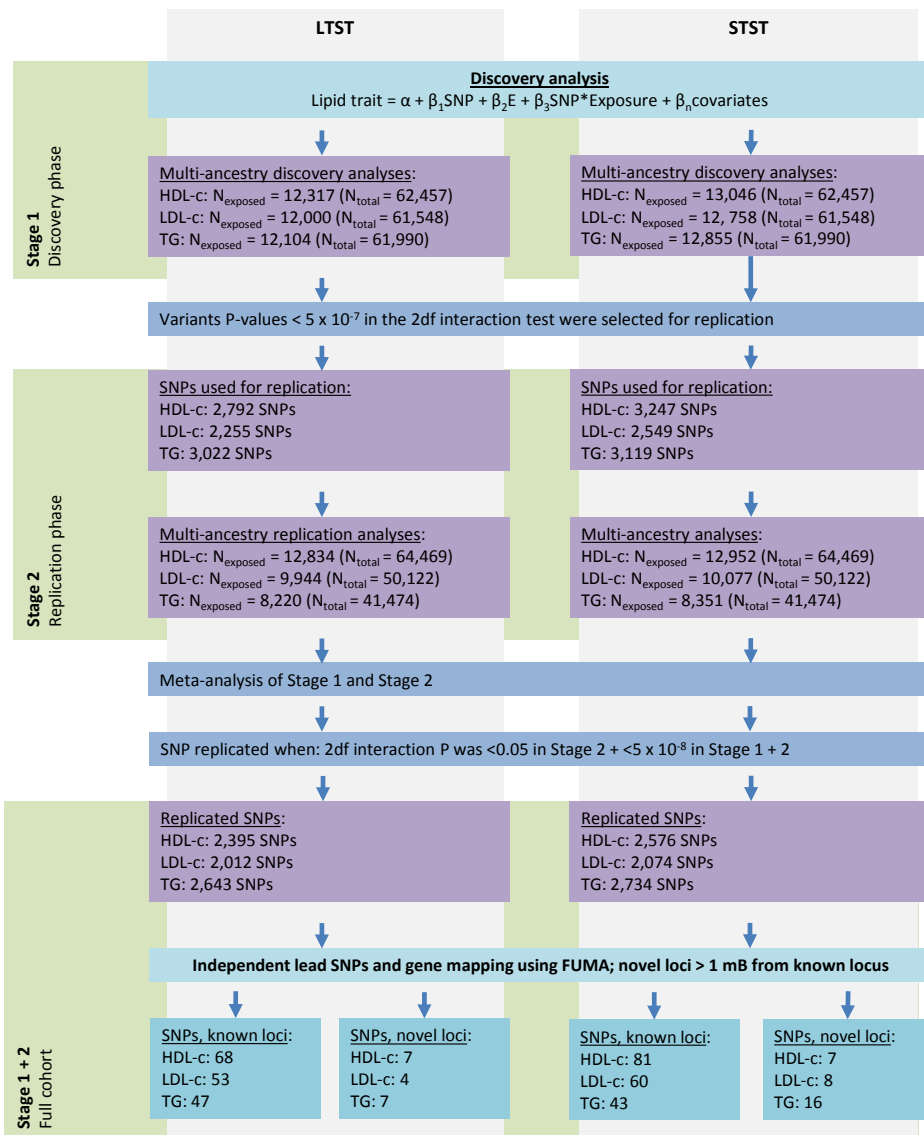 LTST
STST
Stage 1
Discovery phase
Discovery analysis
Lipid trait = α + β₁SNP + β₂E + β₃SNP*Exposure + βₙcovariates
Multi-ancestry discovery analyses:
HDL-c: Nexposed = 12,317 (Ntotal = 62,457)
LDL-c: Nexposed = 12,000 (Ntotal = 61,548)
TG: Nexposed = 12,104 (Ntotal = 61,990)
Multi-ancestry discovery analyses:
HDL-c: Nexposed = 13,046 (Ntotal = 62,457)
LDL-c: Nexposed = 12, 758 (Ntotal = 61,548)
TG: Nexposed = 12,855 (Ntotal = 61,990)
Variants P-values < 5 x 10⁻⁷ in the 2df interaction test were selected for replication
Stage 2
Replication phase
SNPs used for replication:
HDL-c: 2,792 SNPs
LDL-c: 2,255 SNPs
TG: 3,022 SNPs
SNPs used for replication:
HDL-c: 3,247 SNPs
LDL-c: 2,549 SNPs
TG: 3,119 SNPs
Multi-ancestry replication analyses:
HDL-c: Nexposed = 12,834 (Ntotal = 64,469)
LDL-c: Nexposed = 9,944 (Ntotal = 50,122)
TG: Nexposed = 8,220 (Ntotal = 41,474)
Multi-ancestry analyses:
HDL-c: Nexposed = 12,952 (Ntotal = 64,469)
LDL-c: Nexposed = 10,077 (Ntotal = 50,122)
TG: Nexposed = 8,351 (Ntotal = 41,474)
Meta-analysis of Stage 1 and Stage 2
SNP replicated when: 2df interaction P was <0.05 in Stage 2 + <5 x 10⁻⁸ in Stage 1 + 2
Stage 1 + 2
Full cohort
Replicated SNPs:
HDL-c: 2,395 SNPs
LDL-c: 2,012 SNPs
TG: 2,643 SNPs
Replicated SNPs:
HDL-c: 2,576 SNPs
LDL-c: 2,074 SNPs
TG: 2,734 SNPs
Independent lead SNPs and gene mapping using FUMA; novel loci > 1 mB from known locus
SNPs, known loci:
HDL-c: 68
LDL-c: 53
TG: 47
SNPs, novel loci:
HDL-c: 7
LDL-c: 4
TG: 7
SNPs, known loci:
HDL-c: 81
LDL-c: 60
TG: 43
SNPs, novel loci:
HDL-c: 7
LDL-c: 8
TG: 16